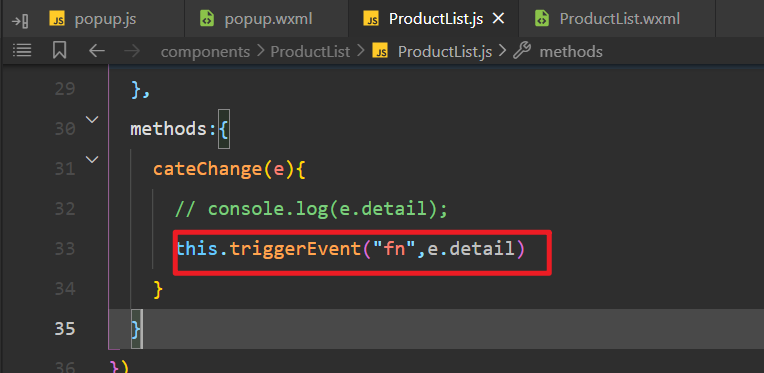 JS popup.js popup.wxml JS ProductList.js × ProductList.wxml
components > ProductList > JS ProductList.js > methods
29 },
30 methods:{
31 cateChange(e){
32 // console.log(e.detail);
33 this.triggerEvent("fn",e.detail)
34 }
35 }
36 })